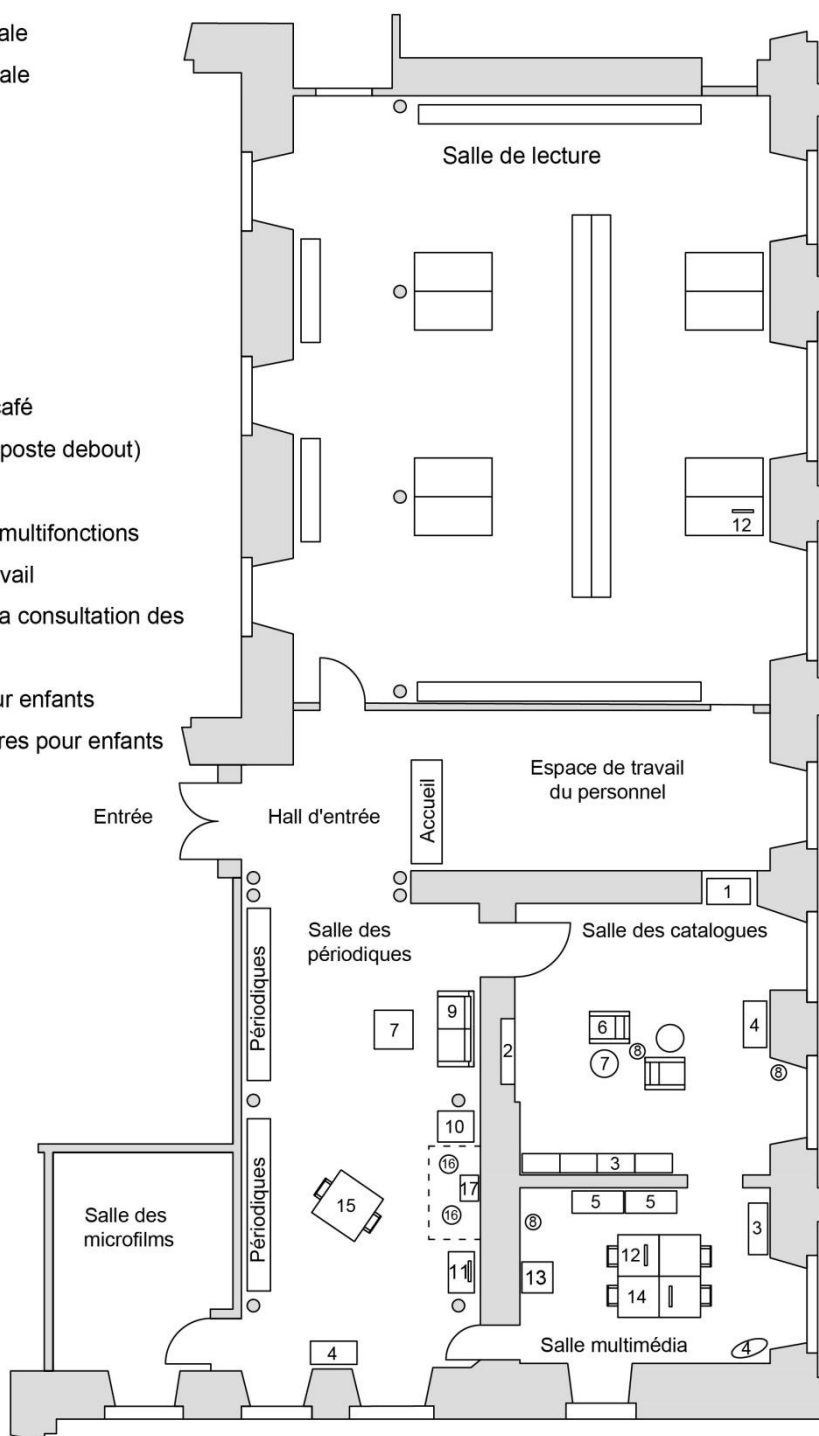 ale
ale
café
poste debout)
multifonctions
vail
a consultation des
ur enfants
res pour enfants
Salle de lecture
12
Entrée
Hall d'entrée
Accueil
Espace de travail
du personnel
1
Salle des
périodiques
Salle des catalogues
Périodiques
9
7
6
4
2
7
8
8
10
Périodiques
16
17
16
15
3
Salle des
microfilms
5
5
8
3
12
11
13
14
4
Salle multimédia
4